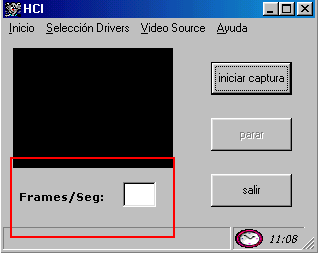 HCI
Inicio Selección Drivers Video Source Ayuda
iniciar captura
parar
Frames/Seg:
salir
11:08